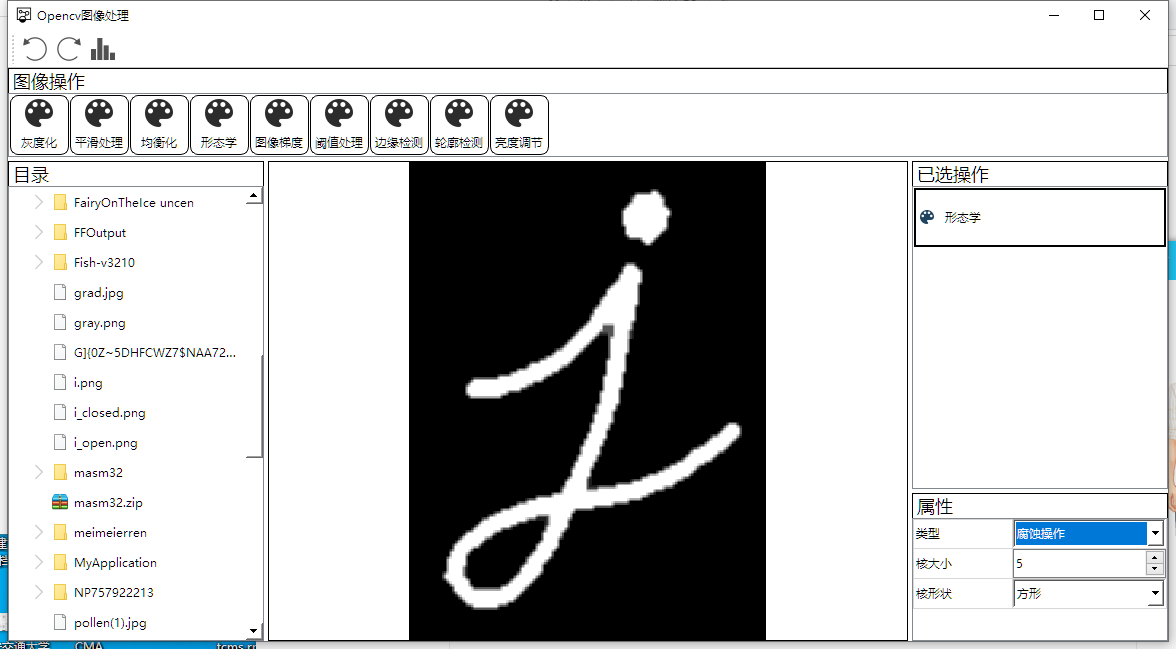 Opencv图像处理
图像操作
灰度化 平滑处理 均衡化 形态学 图像梯度 阈值处理 边缘检测 轮廓检测 亮度调节
目录
FairyOnTheIce uncen
FFOutput
Fish-v3210
grad.jpg
gray.png
G]{0Z~5DHFCWZ7$NAA72...
i.png
i_closed.png
i_open.png
masm32
masm32.zip
meimeierren
MyApplication
NP757922213
pollen(1).jpg
已选操作
形态学
属性
类型 腐蚀操作
核大小 5
核形状 方形
交通大学 CMA